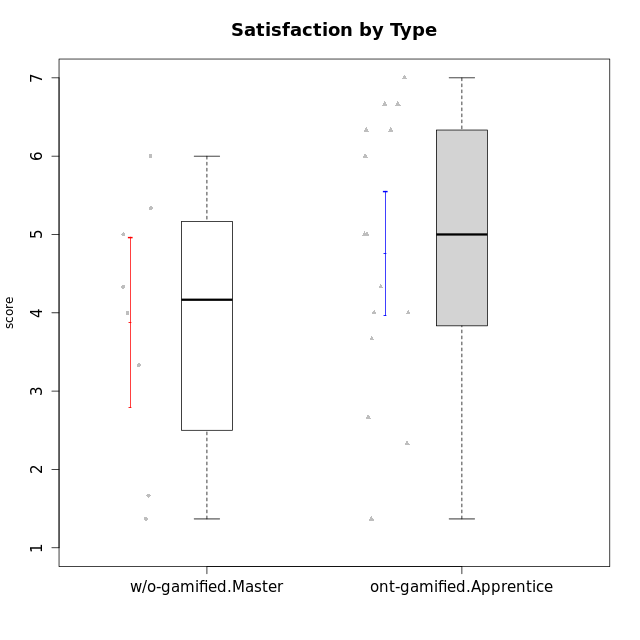 Satisfaction by Type
score
7
6
5
4
3
2
1
w/o-gamified.Master
ont-gamified.Apprentice